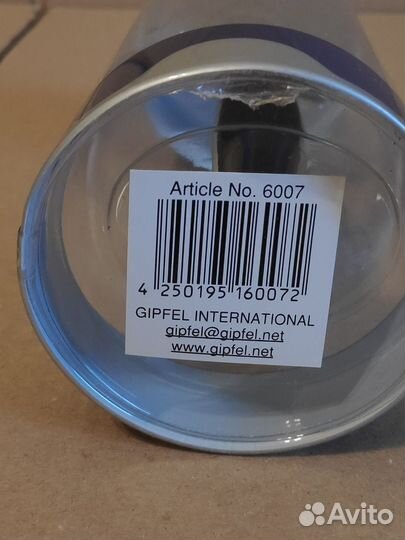 Article No. 6007
4 250195 160072
GIPFEL INTERNATIONAL
gipfel@gipfel.net
www.gipfel.net
Avito